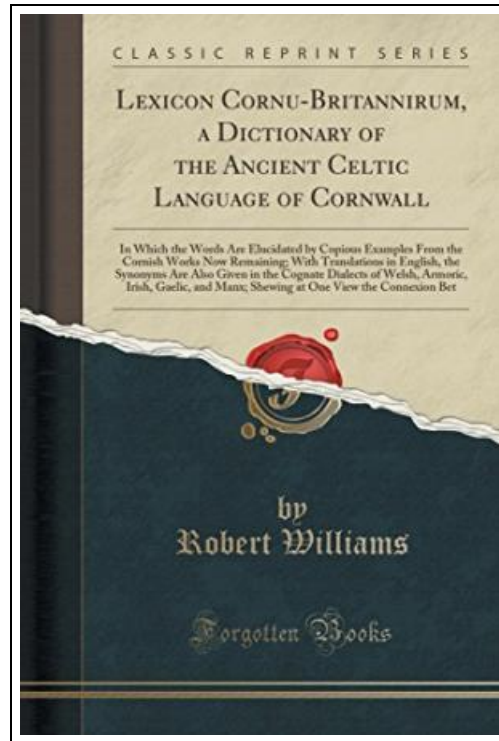 CLASSIC REPRINT SERIES
LEXICON CORNU-BRITANNIRUM,
A DICTIONARY OF
THE ANCIENT CELTIC
LANGUAGE OF CORNWALL
In Which the Words Are Elucidated by Copious Examples From the
Cornish Works Now Remaining; With Translations in English, the
Synonyms Are Also Given in the Cognate Dialects of Welsh, Armoric,
Irish, Gaelic, and Manx; Shewing at One View the Connexion Bet
by
Robert Williams
Forgotten Books